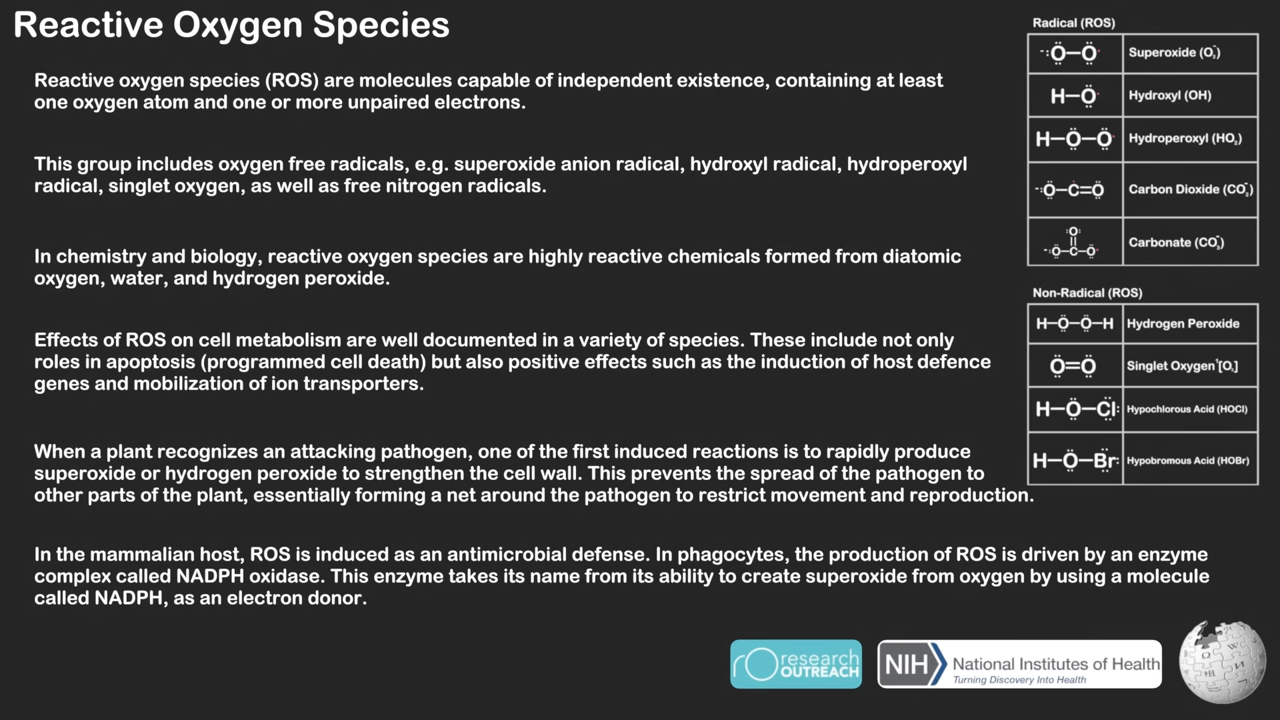 Reactive Oxygen Species
Reactive oxygen species (ROS) are molecules capable of independent existence, containing at least
one oxygen atom and one or more unpaired electrons.
This group includes oxygen free radicals, e.g. superoxide anion radical, hydroxyl radical, hydroperoxyl
radical, singlet oxygen, as well as free nitrogen radicals.
In chemistry and biology, reactive oxygen species are highly reactive chemicals formed from diatomic
oxygen, water, and hydrogen peroxide.
Effects of ROS on cell metabolism are well documented in a variety of species. These include not only
roles in apoptosis (programmed cell death) but also positive effects such as the induction of host defence
genes and mobilization of ion transporters.
When a plant recognizes an attacking pathogen, one of the first induced reactions is to rapidly produce
superoxide or hydrogen peroxide to strengthen the cell wall. This prevents the spread of the pathogen to
other parts of the plant, essentially forming a net around the pathogen to restrict movement and reproduction.
In the mammalian host, ROS is induced as an antimicrobial defense. In phagocytes, the production of ROS is driven by an enzyme
complex called NADPH oxidase. This enzyme takes its name from its ability to create superoxide from oxygen by using a molecule
called NADPH, as an electron donor.
Radical (ROS)
O–O Superoxide (O₂⁻)
H–O Hydroxyl (OH)
H–O–O Hydroperoxyl (HO₂)
O–C=O Carbon Dioxide (CO₂⁻)
O
O–C–O Carbonate (CO₃⁻)
Non-Radical (ROS)
H–O–O–H Hydrogen Peroxide
O=O Singlet Oxygen ¹[O₂]
H–O–Cl Hypochlorous Acid (HOCl)
H–O–Br Hypobromous Acid (HOBr)
research
OUTREACH
NIH National Institutes of Health
Turning Discovery Into Health